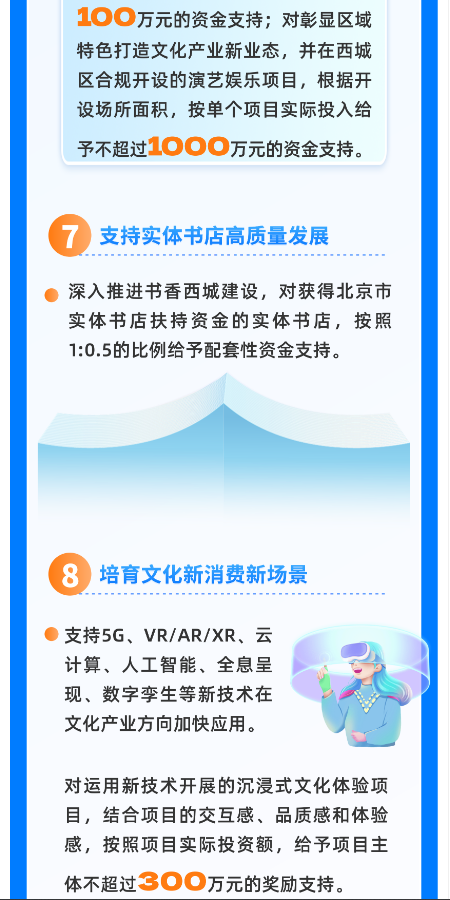 100万元的资金支持；对彰显区域
特色打造文化产业新业态，并在西城
区合规开设的演艺娱乐项目，根据开
设场所面积，按单个项目实际投入给
予不超过1000万元的资金支持。
7 支持实体书店高质量发展
深入推进书香西城建设，对获得北京市
实体书店扶持资金的实体书店，按照
1:0.5的比例给予配套性资金支持。
8 培育文化新消费新场景
支持5G、VR/AR/XR、云
计算、人工智能、全息呈
现、数字孪生等新技术在
文化产业方向加快应用。
对运用新技术开展的沉浸式文化体验项
目，结合项目的交互感、品质感和体验
感，按照项目实际投资额，给予项目主
体不超过300万元的奖励支持。